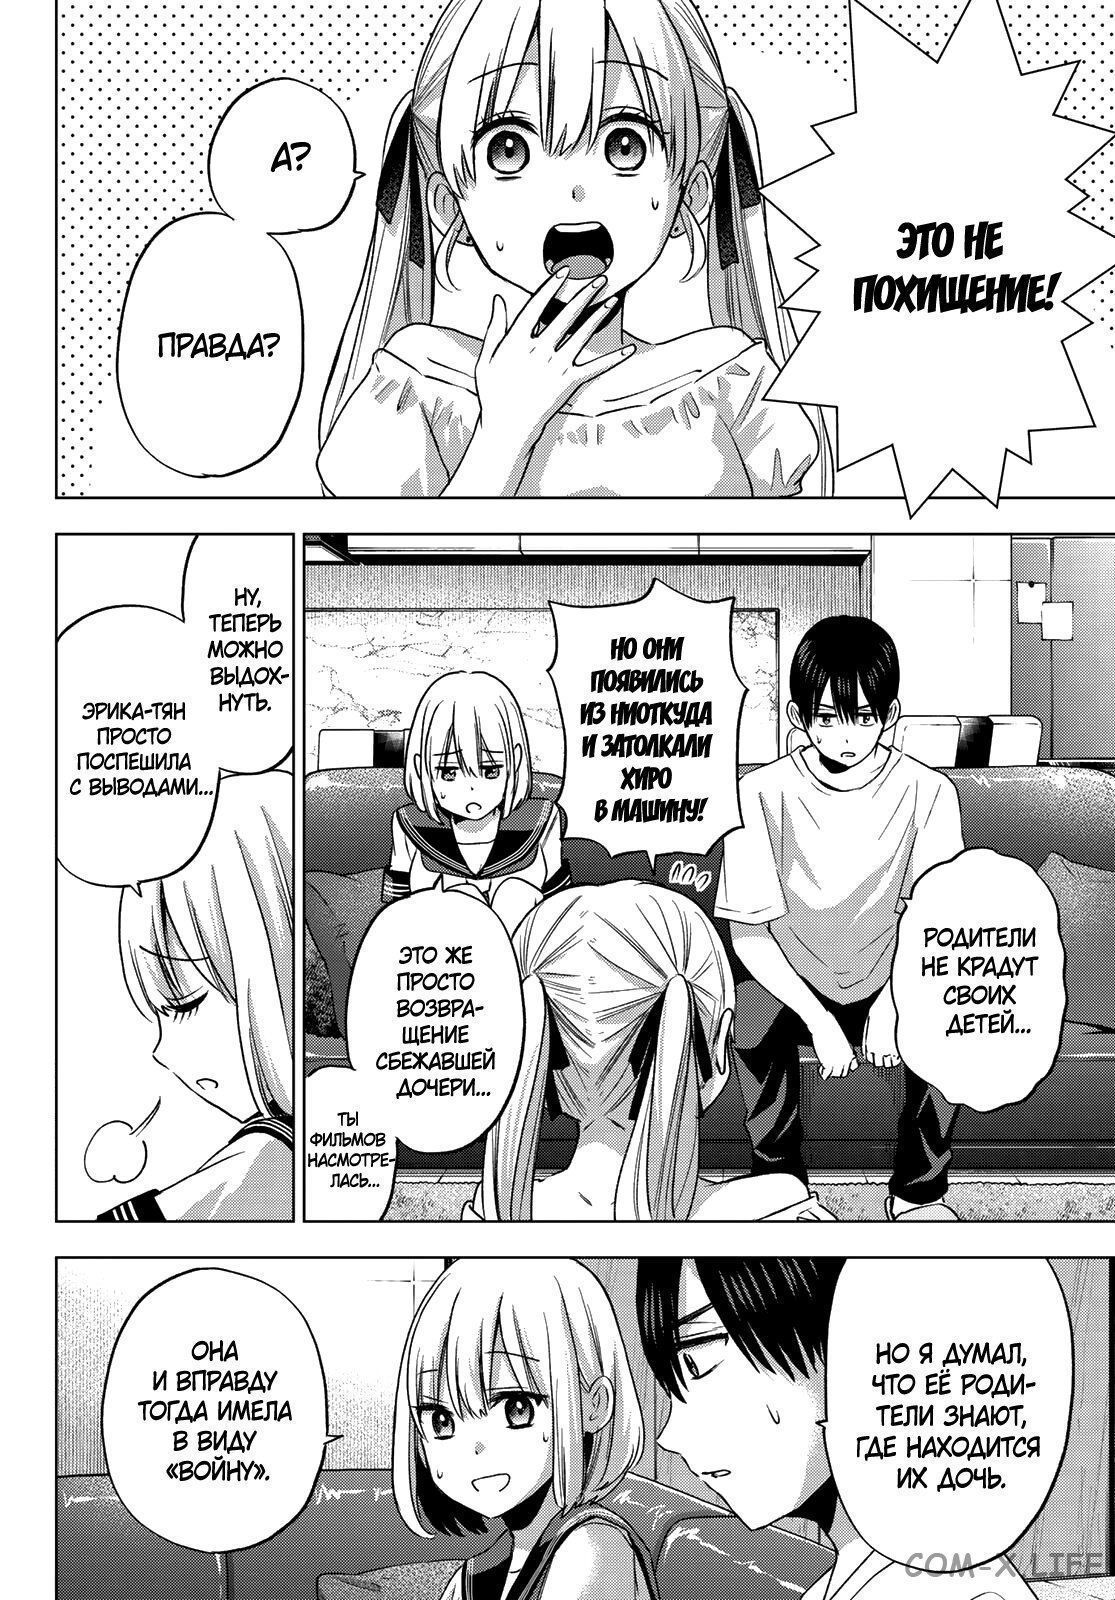 ЭТО НЕ
ПОХИЩЕНИЕ!
А?
ПРАВДА?
НО ОНИ
ПОЯВИЛИСЬ
ИЗ НИОТКУДА
И ЗАТОЛКАЛИ
ХИРО
В МАШИНУ!
РОДИТЕЛИ
НЕ КРАДУТ
СВОИХ
ДЕТЕЙ...
ЭТО ЖЕ
ПРОСТО
ВОЗВРА-
ЩЕНИЕ
СБЕЖАВШЕЙ
ДОЧЕРИ...
ТЫ
ФИЛЬМОВ
НАСМОТРЕ-
ЛАСЬ...
НУ,
ТЕПЕРЬ
МОЖНО
ВЫДОХ-
НУТЬ.
ЭРИКА-ТЯН
ПРОСТО
ПОСПЕШИЛА
С ВЫВОДАМИ...
НО Я ДУМАЛ,
ЧТО ЕЁ РОДИ-
ТЕЛИ ЗНАЮТ,
ГДЕ НАХОДИТСЯ
ИХ ДОЧЬ.
ОНА
И ВПРАВДУ
ТОГДА ИМЕЛА
В ВИДУ
«ВОЙНУ».
COM-X.LIFE